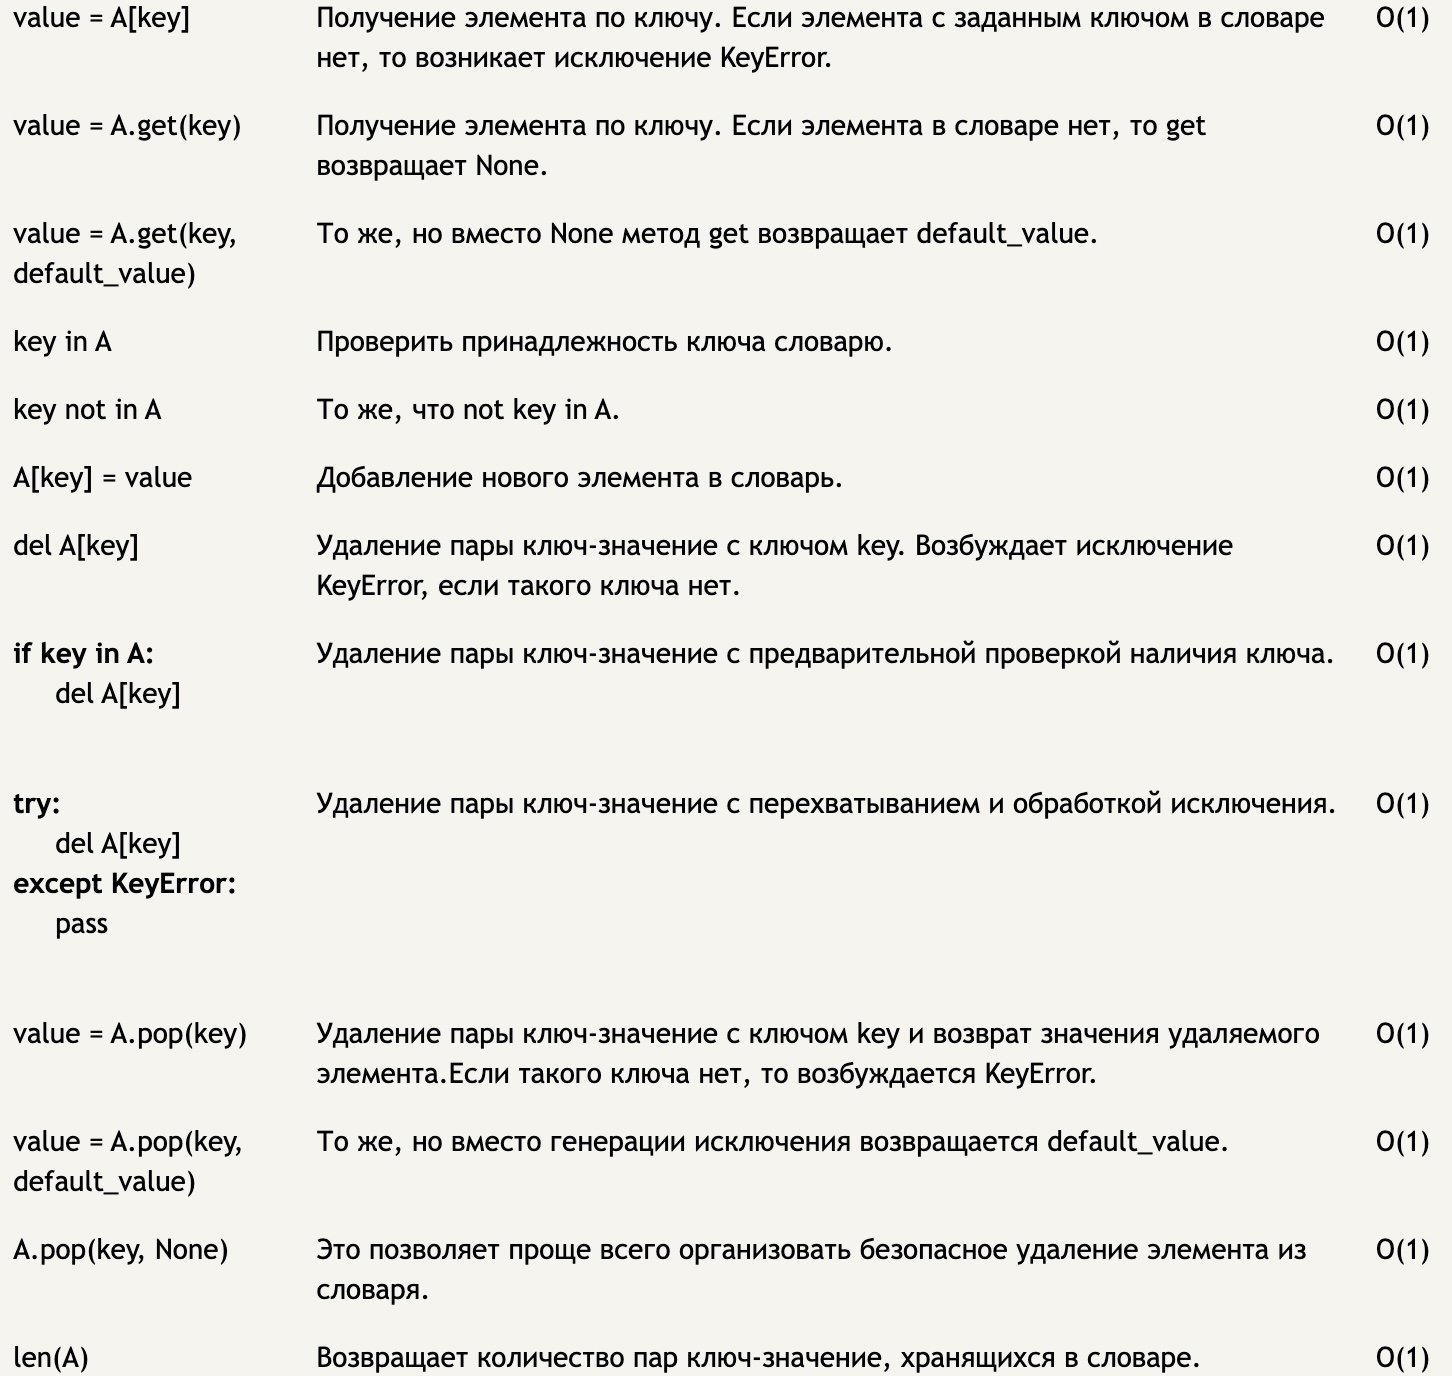 value = A[key] Получение элемента по ключу. Если элемента с заданным ключом в словаре O(1)
нет, то возникает исключение KeyError.
value = A.get(key) Получение элемента по ключу. Если элемента в словаре нет, то get O(1)
возвращает None.
value = A.get(key, То же, но вместо None метод get возвращает default_value. O(1)
default_value)
key in A Проверить принадлежность ключа словарю. O(1)
key not in A То же, что not key in A. O(1)
A[key] = value Добавление нового элемента в словарь. O(1)
del A[key] Удаление пары ключ-значение с ключом key. Возбуждает исключение O(1)
KeyError, если такого ключа нет.
if key in A: Удаление пары ключ-значение с предварительной проверкой наличия ключа. O(1)
del A[key]
try: Удаление пары ключ-значение с перехватыванием и обработкой исключения. O(1)
del A[key]
except KeyError:
pass
value = A.pop(key) Удаление пары ключ-значение с ключом key и возврат значения удаляемого O(1)
элемента.Если такого ключа нет, то возбуждается KeyError.
value = A.pop(key, То же, но вместо генерации исключения возвращается default_value. O(1)
default_value)
A.pop(key, None) Это позволяет проще всего организовать безопасное удаление элемента из O(1)
словаря.
len(A) Возвращает количество пар ключ-значение, хранящихся в словаре. O(1)